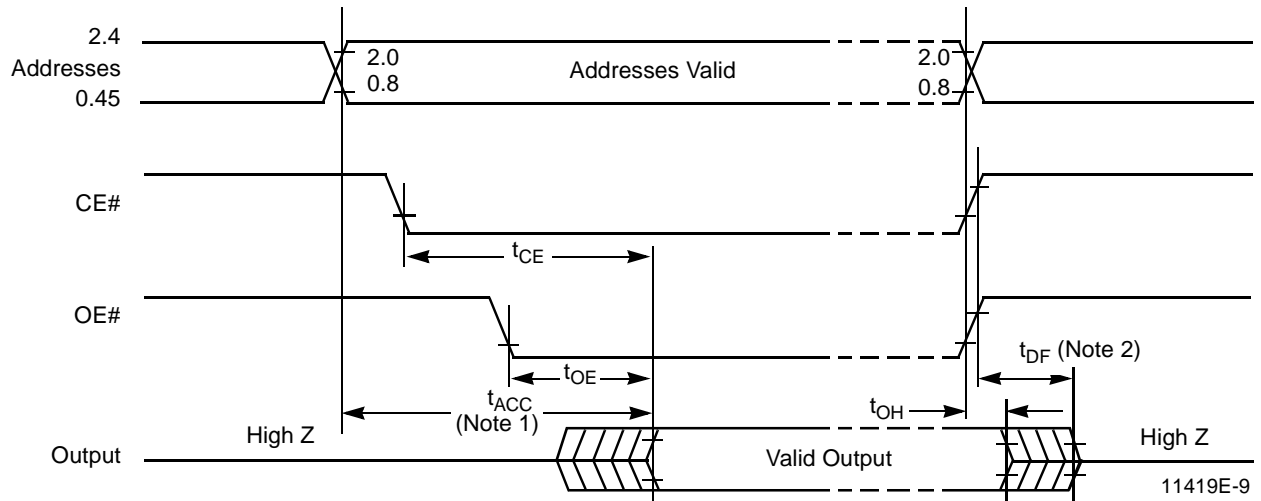 2.4
Addresses
0.45
2.0
0.8
Addresses Valid
2.0
0.8
CE#
tCE
OE#
tOE
tDF (Note 2)
tACC
(Note 1)
tOH
Output
High Z
Valid Output
High Z
11419E-9